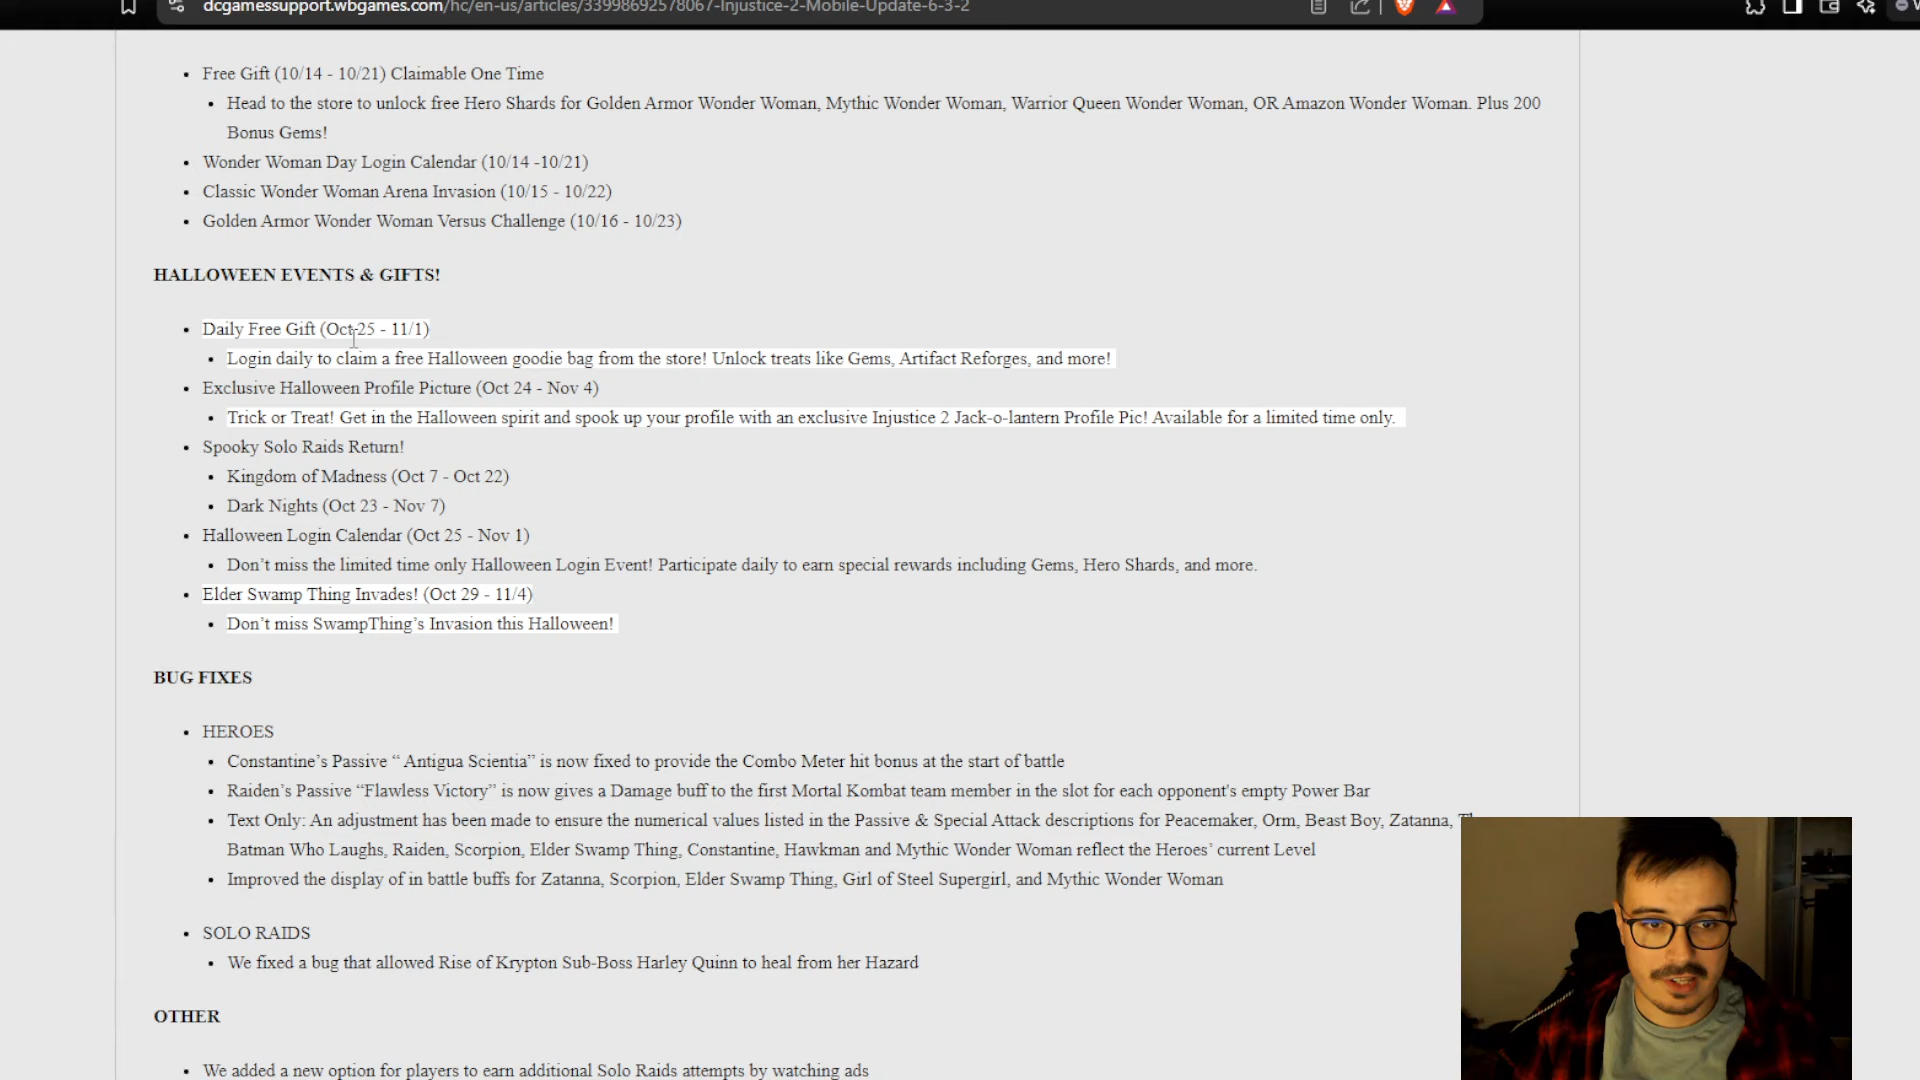 dcgamessupport.wbgames.com/hc/en-us/articles/33998692578067-Injustice-2-Mobile-Update-6-3-2
Free Gift (10/14 - 10/21) Claimable One Time
Head to the store to unlock free Hero Shards for Golden Armor Wonder Woman, Mythic Wonder Woman, Warrior Queen Wonder Woman, OR Amazon Wonder Woman. Plus 200
Bonus Gems!
Wonder Woman Day Login Calendar (10/14 -10/21)
Classic Wonder Woman Arena Invasion (10/15 - 10/22)
Golden Armor Wonder Woman Versus Challenge (10/16 - 10/23)
HALLOWEEN EVENTS & GIFTS!
Daily Free Gift (Oct 25 - 11/1)
Login daily to claim a free Halloween goodie bag from the store! Unlock treats like Gems, Artifact Reforges, and more!
Exclusive Halloween Profile Picture (Oct 24 - Nov 4)
Trick or Treat! Get in the Halloween spirit and spook up your profile with an exclusive Injustice 2 Jack-o-lantern Profile Pic! Available for a limited time only.
Spooky Solo Raids Return!
Kingdom of Madness (Oct 7 - Oct 22)
Dark Nights (Oct 23 - Nov 7)
Halloween Login Calendar (Oct 25 - Nov 1)
Don’t miss the limited time only Halloween Login Event! Participate daily to earn special rewards including Gems, Hero Shards, and more.
Elder Swamp Thing Invades! (Oct 29 - 11/4)
Don’t miss SwampThing’s Invasion this Halloween!
BUG FIXES
HEROES
Constantine’s Passive “ Antigua Scientia” is now fixed to provide the Combo Meter hit bonus at the start of battle
Raiden’s Passive “Flawless Victory” is now gives a Damage buff to the first Mortal Kombat team member in the slot for each opponent's empty Power Bar
Text Only: An adjustment has been made to ensure the numerical values listed in the Passive & Special Attack descriptions for Peacemaker, Orm, Beast Boy, Zatanna,
Batman Who Laughs, Raiden, Scorpion, Elder Swamp Thing, Constantine, Hawkman and Mythic Wonder Woman reflect the Heroes’ current Level
Improved the display of in battle buffs for Zatanna, Scorpion, Elder Swamp Thing, Girl of Steel Supergirl, and Mythic Wonder Woman
SOLO RAIDS
We fixed a bug that allowed Rise of Krypton Sub-Boss Harley Quinn to heal from her Hazard
OTHER
We added a new option for players to earn additional Solo Raids attempts by watching ads